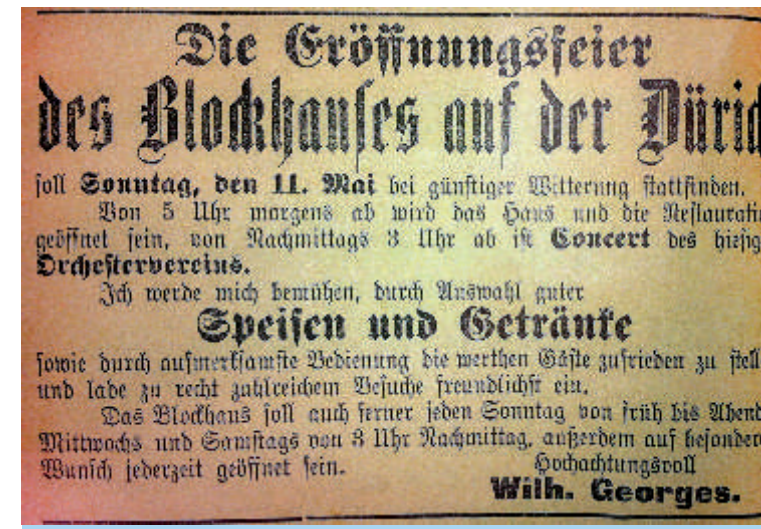 Die Eröffnungsfeier
des Blockhauses auf der Düric
soll Sonntag, den 11. Mai bei günstiger Witterung stattfinden.
Von 5 Uhr morgens ab wird das Haus und die Restaurati
geöffnet sein, von Nachmittags 3 Uhr ab ist Concert des hiesig
Orchestervereins.
Ich werde mich bemühen, durch Auswahl guter
Speisen und Getränke
sowie durch aufmerksamste Bedienung die werthen Gäste zufrieden zu stell
und lade zu recht zahlreichem Besuche freundlichst ein.
Das Blockhaus soll auch ferner jeden Sonntag von früh bis Abend
Mittwochs und Samstags von 3 Uhr Nachmittag, außerdem auf besonder
Wunsch jederzeit geöffnet sein.
Hochachtungsvoll
Wilh. Georges.